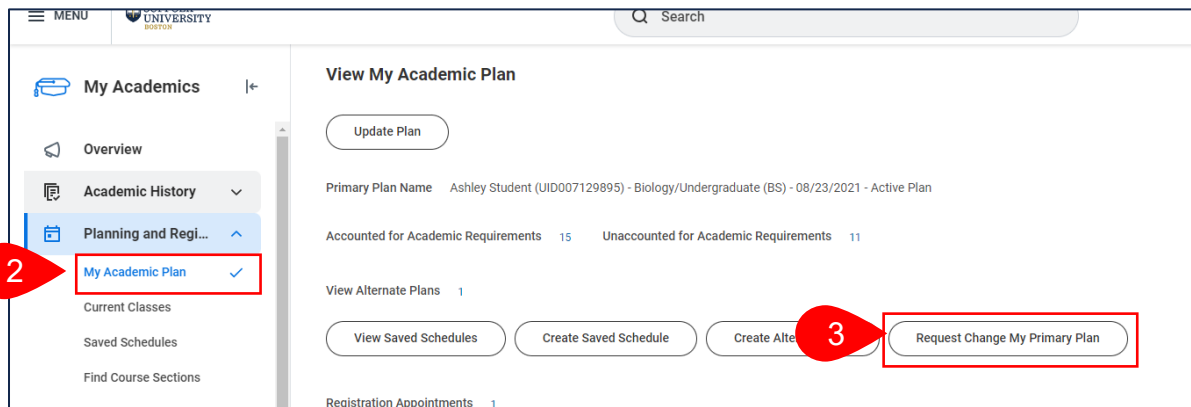 MENU
UNIVERSITY
BOSTON
Search
My Academics
Overview
Academic History
Planning and Regi...
2
My Academic Plan
Current Classes
Saved Schedules
Find Course Sections
View My Academic Plan
Update Plan
Primary Plan Name Ashley Student (UID007129895) - Biology/Undergraduate (BS) - 08/23/2021 - Active Plan
Accounted for Academic Requirements 15 Unaccounted for Academic Requirements 11
View Alternate Plans 1
View Saved Schedules Create Saved Schedule Create Alte 3 Request Change My Primary Plan
Registration Appointments 1